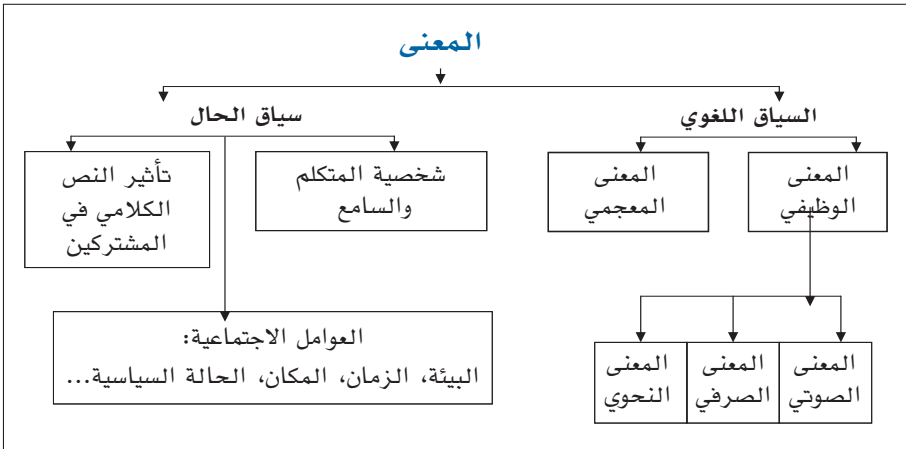 المعنى
السياق اللغوي
سياق الحال
المعنى
الوظيفي
المعنى
المعجمي
شخصية المتكلم
والسامع
تأثير النص
الكلامي في
المشتركين
العوامل الاجتماعية:
البيئة، الزمان، المكان، الحالة السياسية...
المعنى
الصوتي
المعنى
الصرفي
المعنى
النحوي